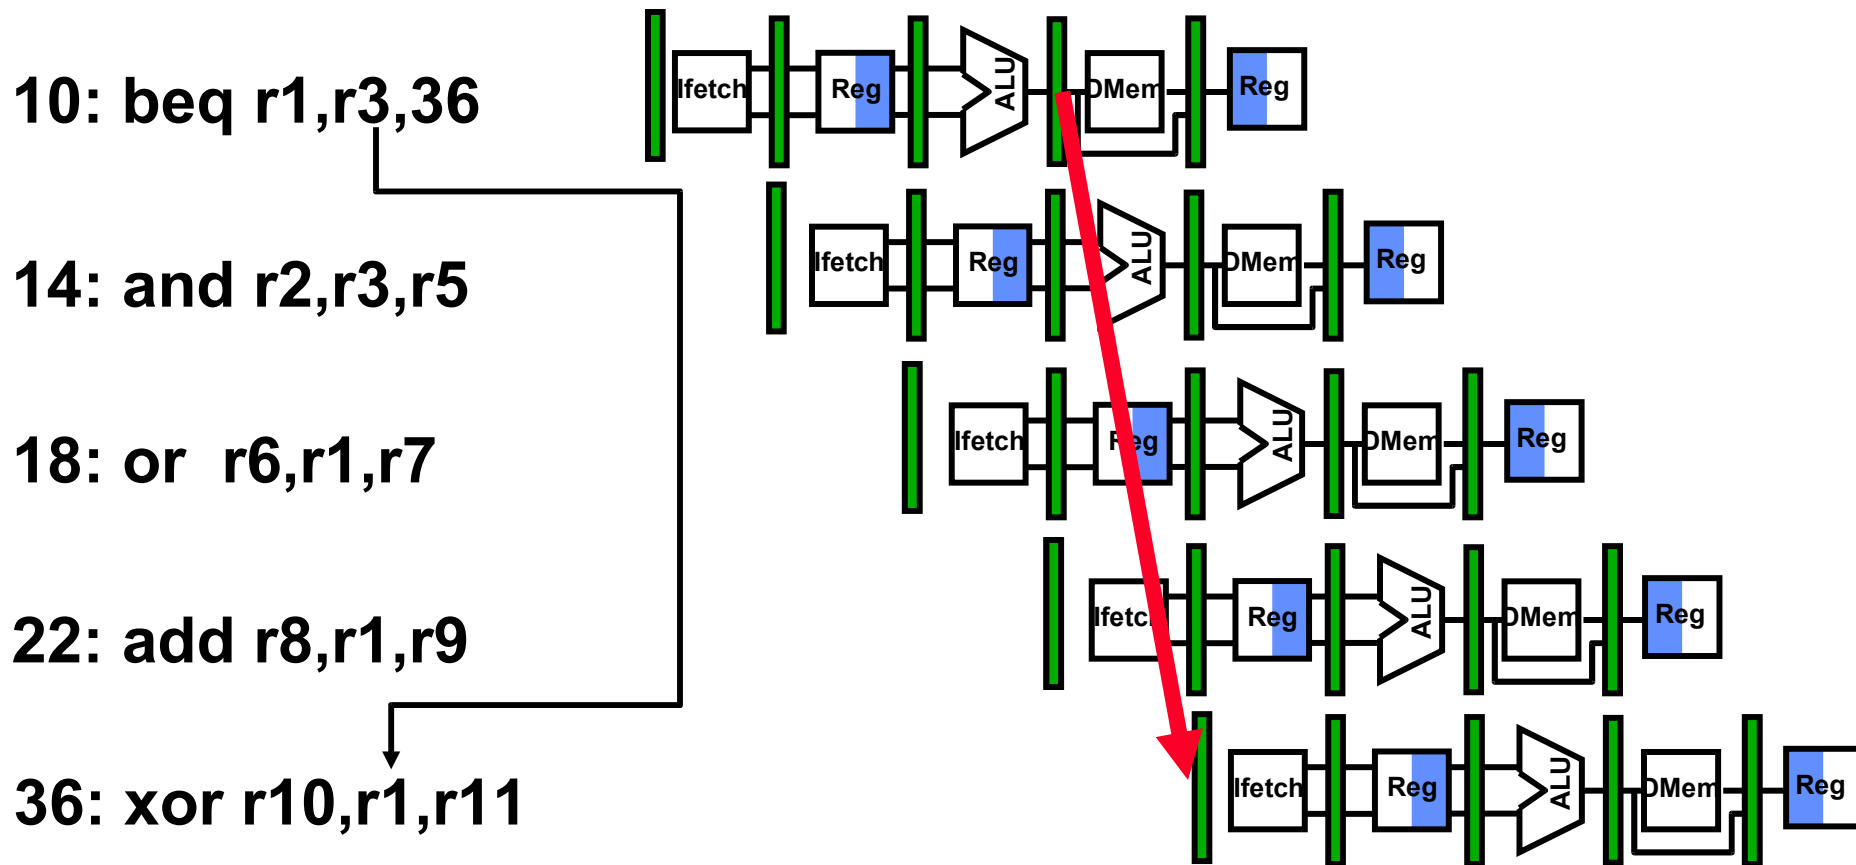 10: beq r1,r3,36
Ifetch Reg ALU DMem Reg
14: and r2,r3,r5
Ifetch Reg ALU DMem Reg
18: or r6,r1,r7
Ifetch Reg ALU DMem Reg
22: add r8,r1,r9
Ifetch Reg ALU DMem Reg
36: xor r10,r1,r11
Ifetch Reg ALU DMem Reg